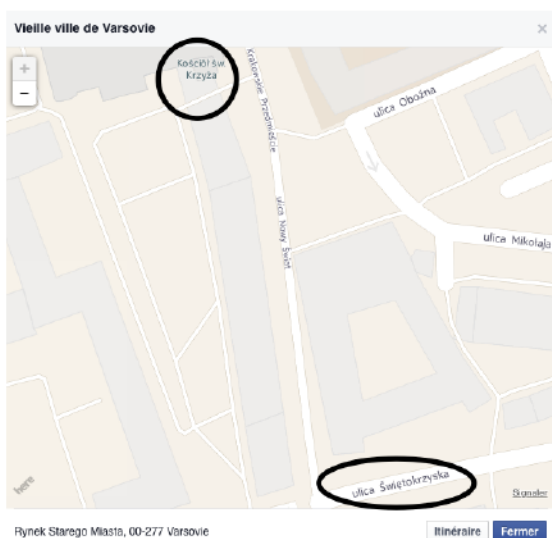 Vieille ville de Varsovie
×
+
−
Kościół św.
Krzyża
Krakowskie Przedmieście
ulica Oboźna
ulica Nowy Świat
ulica Mikołaja
ulica Świętokrzyska
here
Signaler
Rynek Starego Miasta, 00-277 Varsovie
Itinéraire
Fermer